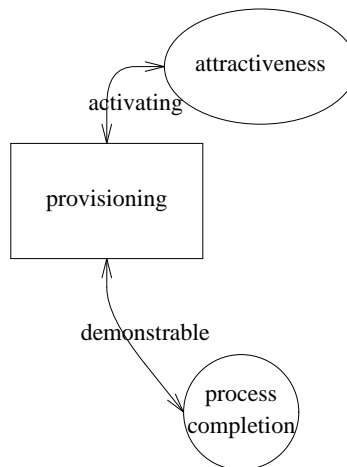 attractiveness
activating
provisioning
demonstrable
process
completion